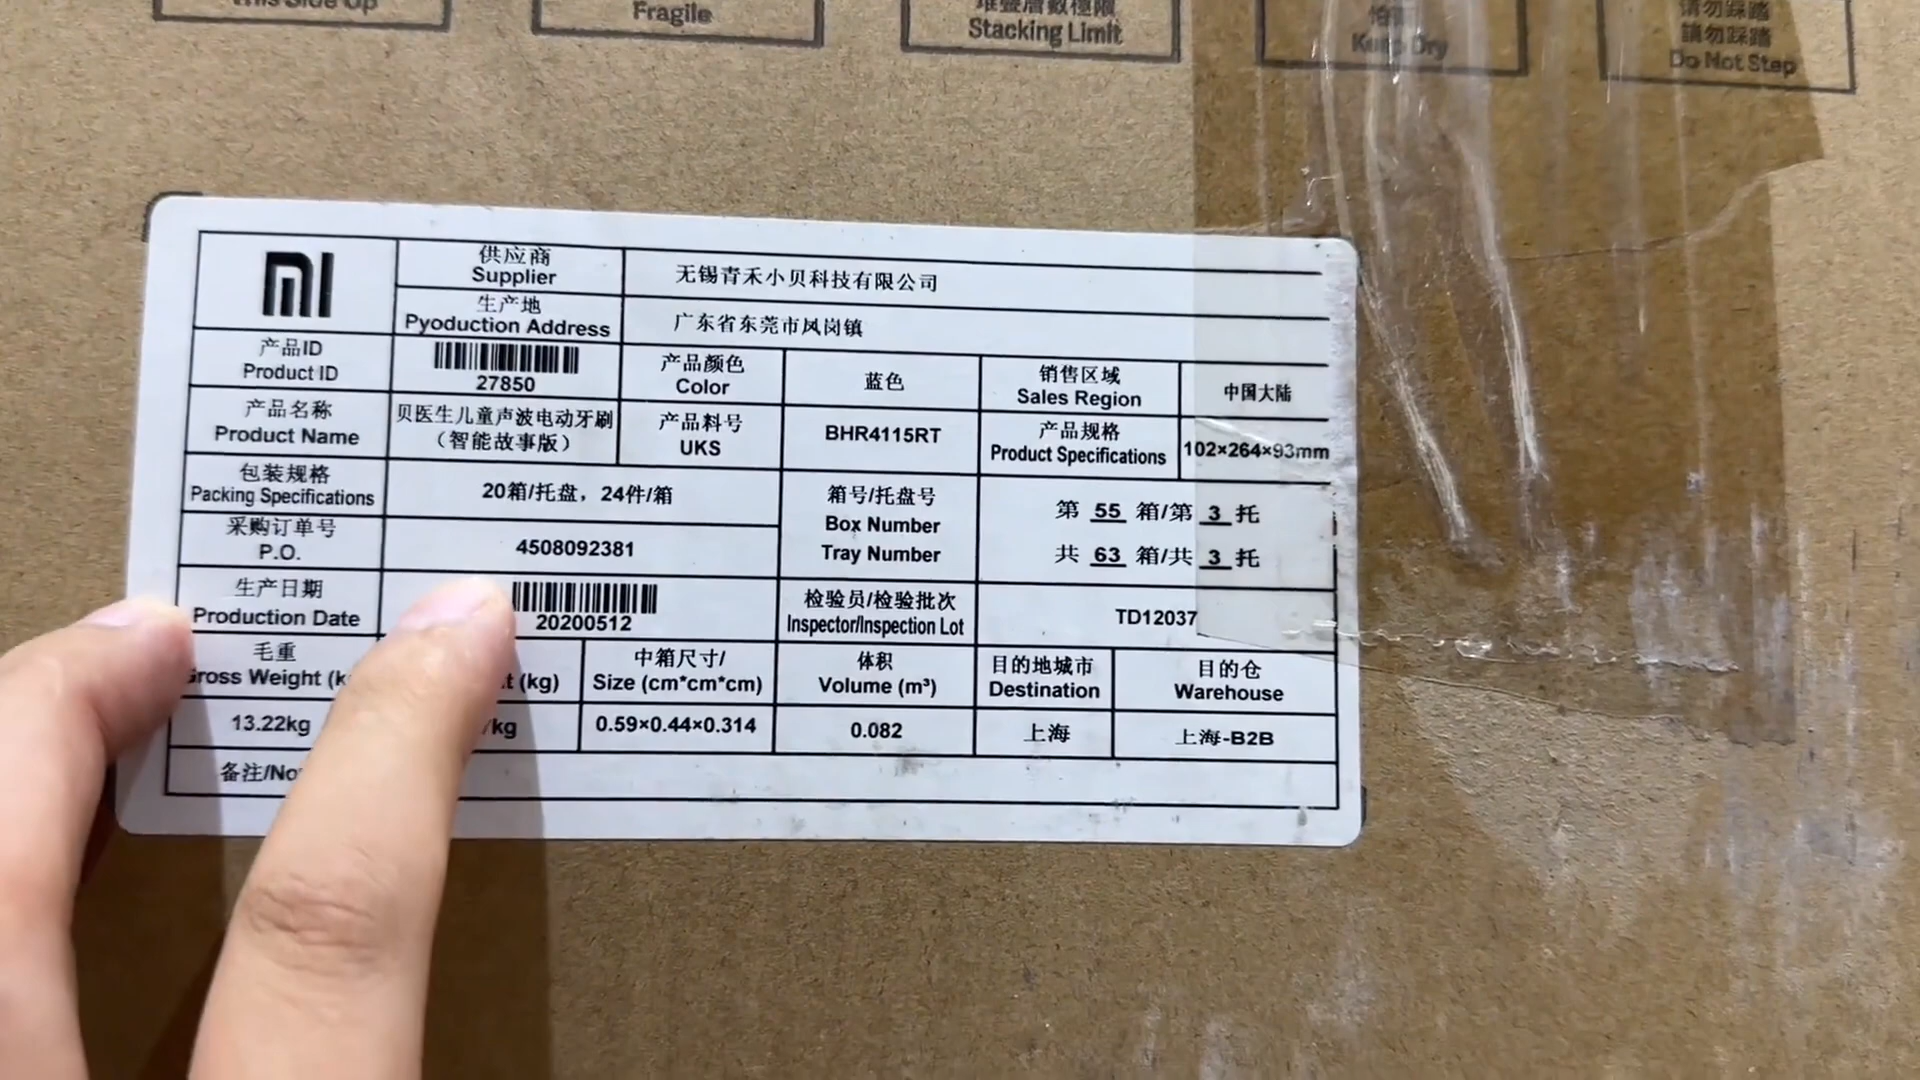 This Side Up
Fragile
堆疊層數極限
Stacking Limit
Keep Dry
请勿踩踏
請勿踩踏
Do Not Step
供应商
Supplier
无锡青禾小贝科技有限公司
生产地
Pyoduction Address
广东省东莞市凤岗镇
产品ID
Product ID
27850
产品颜色
Color
蓝色
销售区域
Sales Region
中国大陆
产品名称
Product Name
贝医生儿童声波电动牙刷
（智能故事版）
产品料号
UKS
BHR4115RT
产品规格
Product Specifications
102×264×93mm
包装规格
Packing Specifications
20箱/托盘，24件/箱
箱号/托盘号
Box Number
Tray Number
第 55 箱/第 3 托
共 63 箱/共 3 托
采购订单号
P.O.
4508092381
生产日期
Production Date
20200512
检验员/检验批次
Inspector/Inspection Lot
TD12037
毛重
Gross Weight
(kg)
中箱尺寸/
Size (cm*cm*cm)
体积
Volume (m³)
目的地城市
Destination
目的仓
Warehouse
13.22kg
kg
0.59×0.44×0.314
0.082
上海
上海-B2B
备注/No